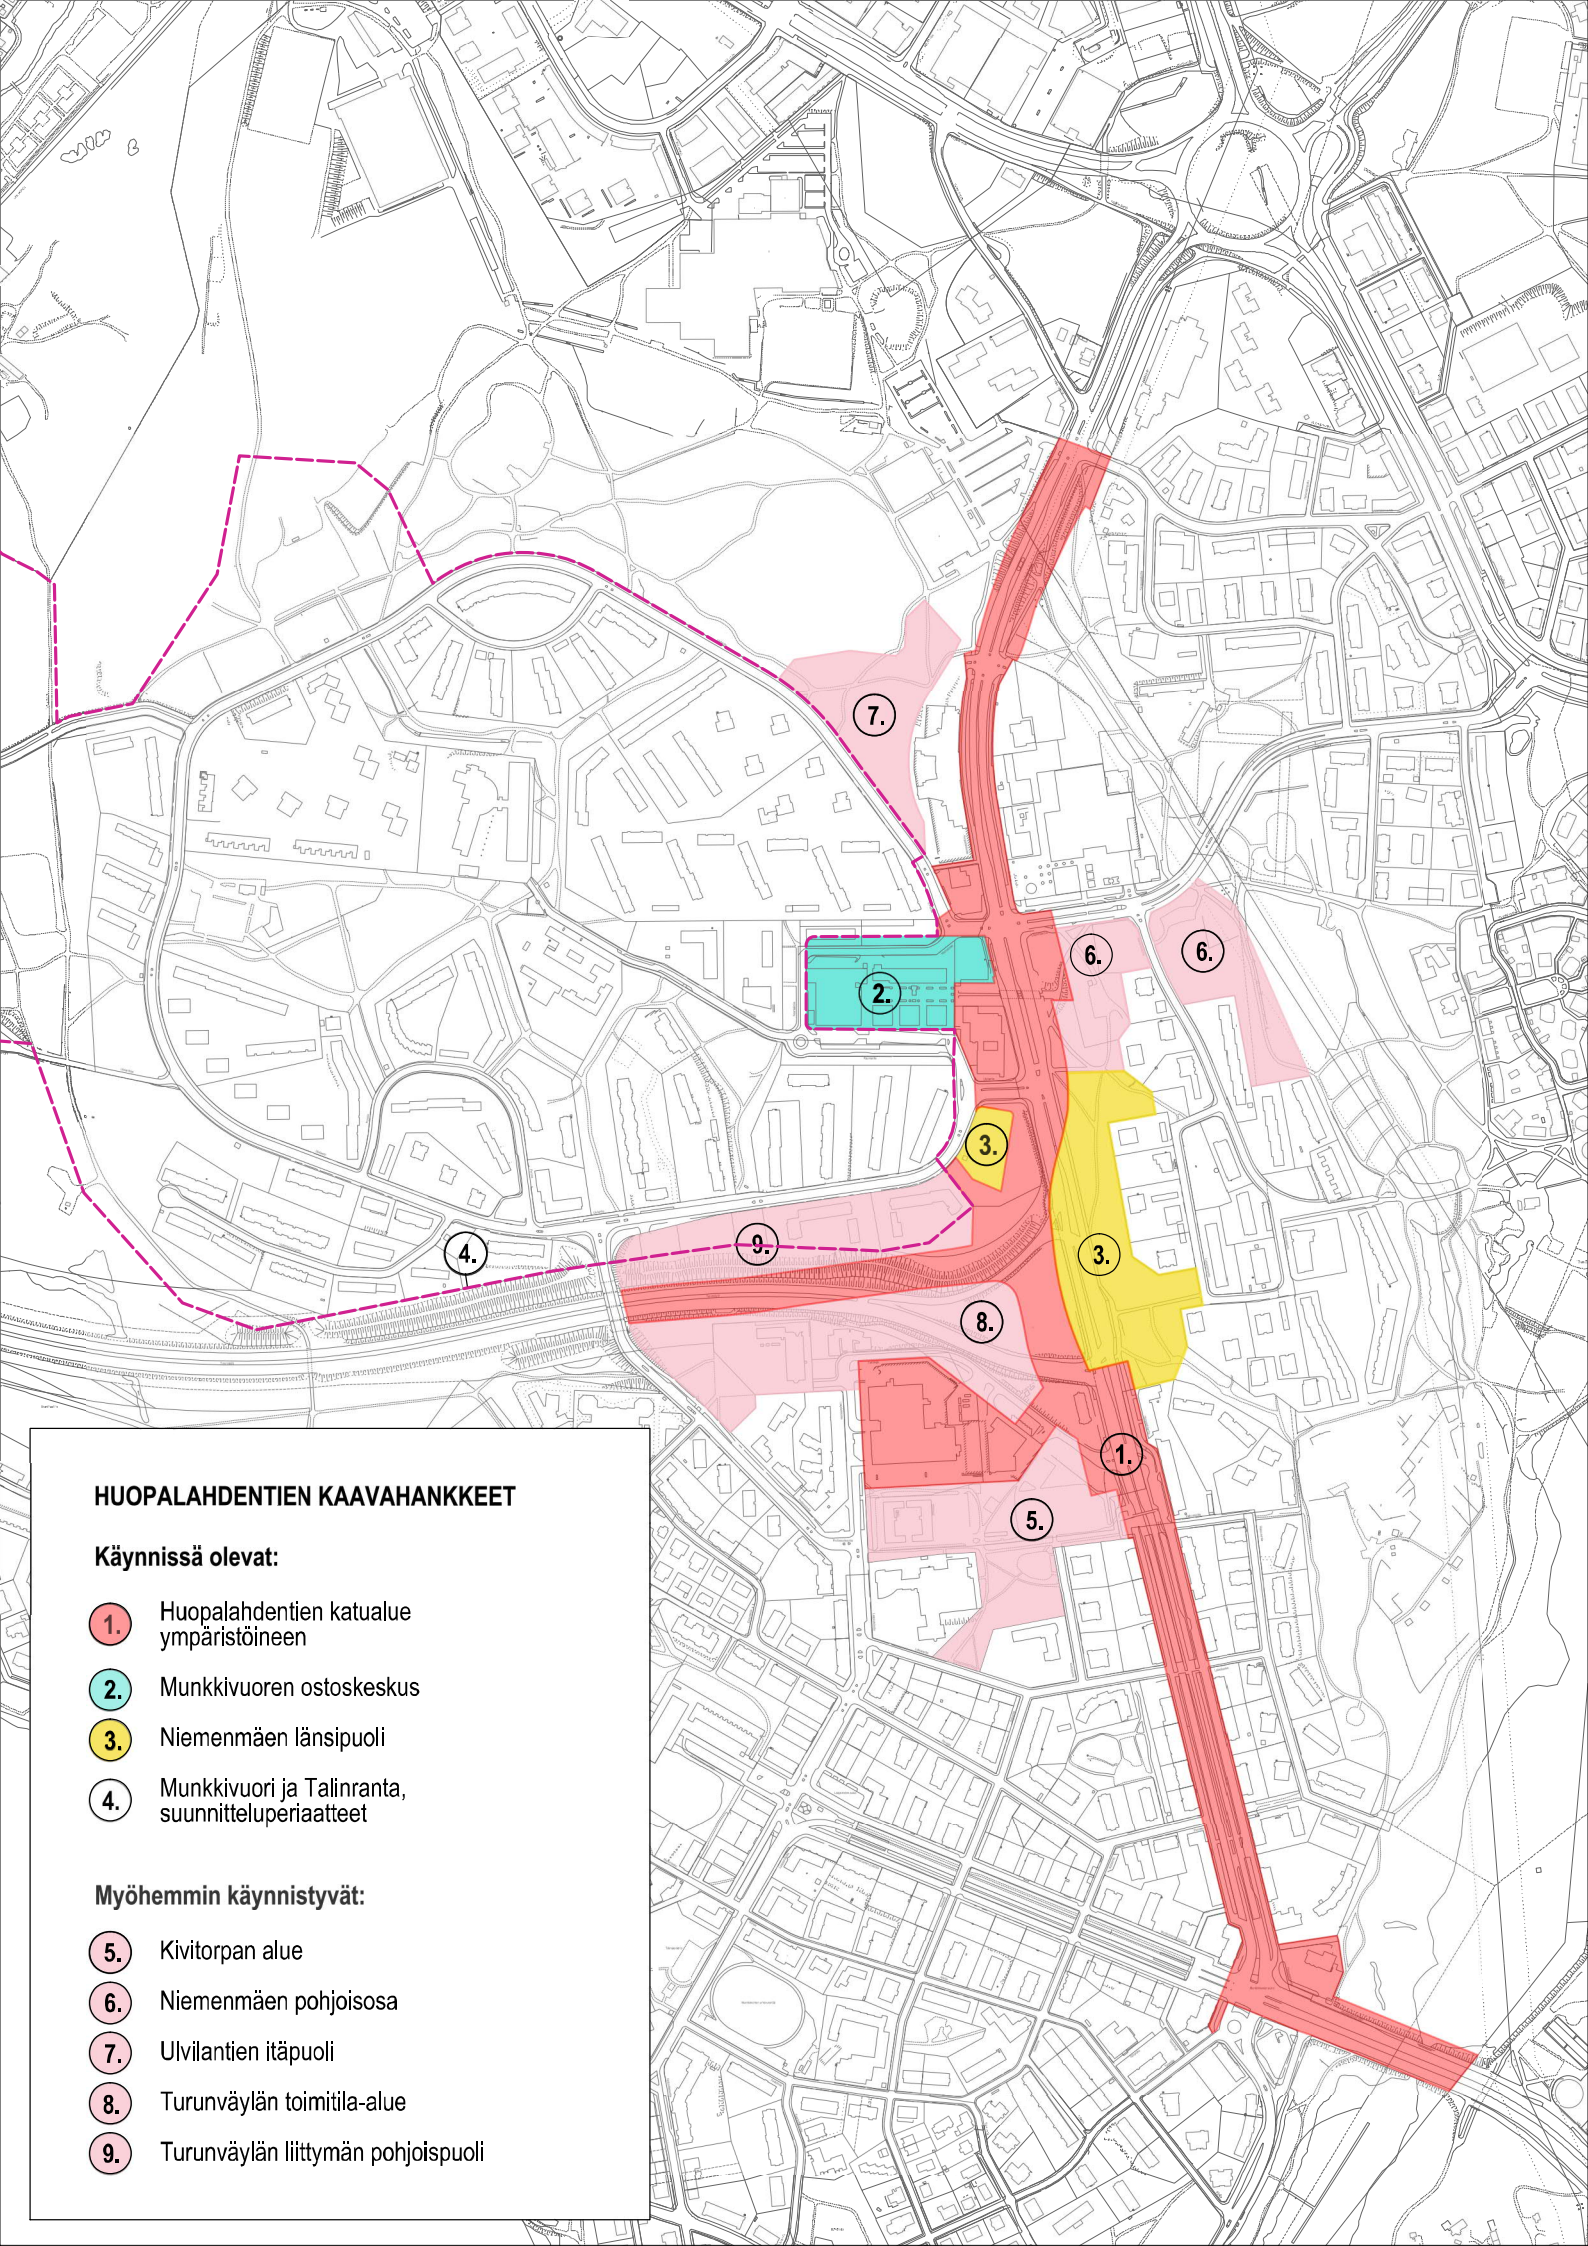 7.
6.
6.
2.
3.
3.
4.
9.
8.
1.
5.
HUOPALAHDENTIEN KAAVAHANKKEET
Käynnissä olevat:
1. Huopalahdentien katualue
ympäristöineen
2. Munkkivuoren ostoskeskus
3. Niemenmäen länsipuoli
4. Munkkivuori ja Talinranta,
suunnitteluperiaatteet
Myöhemmin käynnistyvät:
5. Kivitorpan alue
6. Niemenmäen pohjoisosa
7. Ulvilantien itäpuoli
8. Turunväylän toimitila-alue
9. Turunväylän liittymän pohjoispuoli